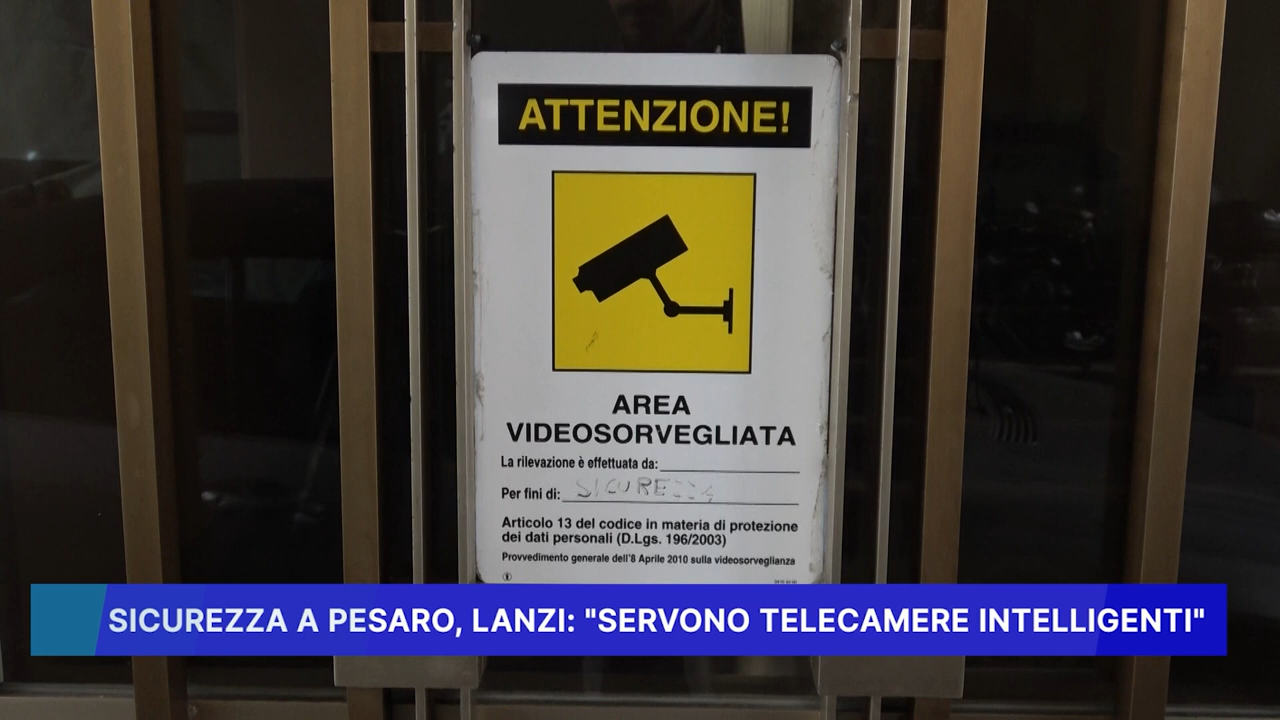 ATTENZIONE!
AREA
VIDEOSORVEGLIATA
La rilevazione è effettuata da:
Per fini di: SICUREZZA
Articolo 13 del codice in materia di protezione
dei dati personali (D.Lgs. 196/2003)
Provvedimento generale dell'8 Aprile 2010 sulla videosorveglianza
SICUREZZA A PESARO, LANZI: "SERVONO TELECAMERE INTELLIGENTI"